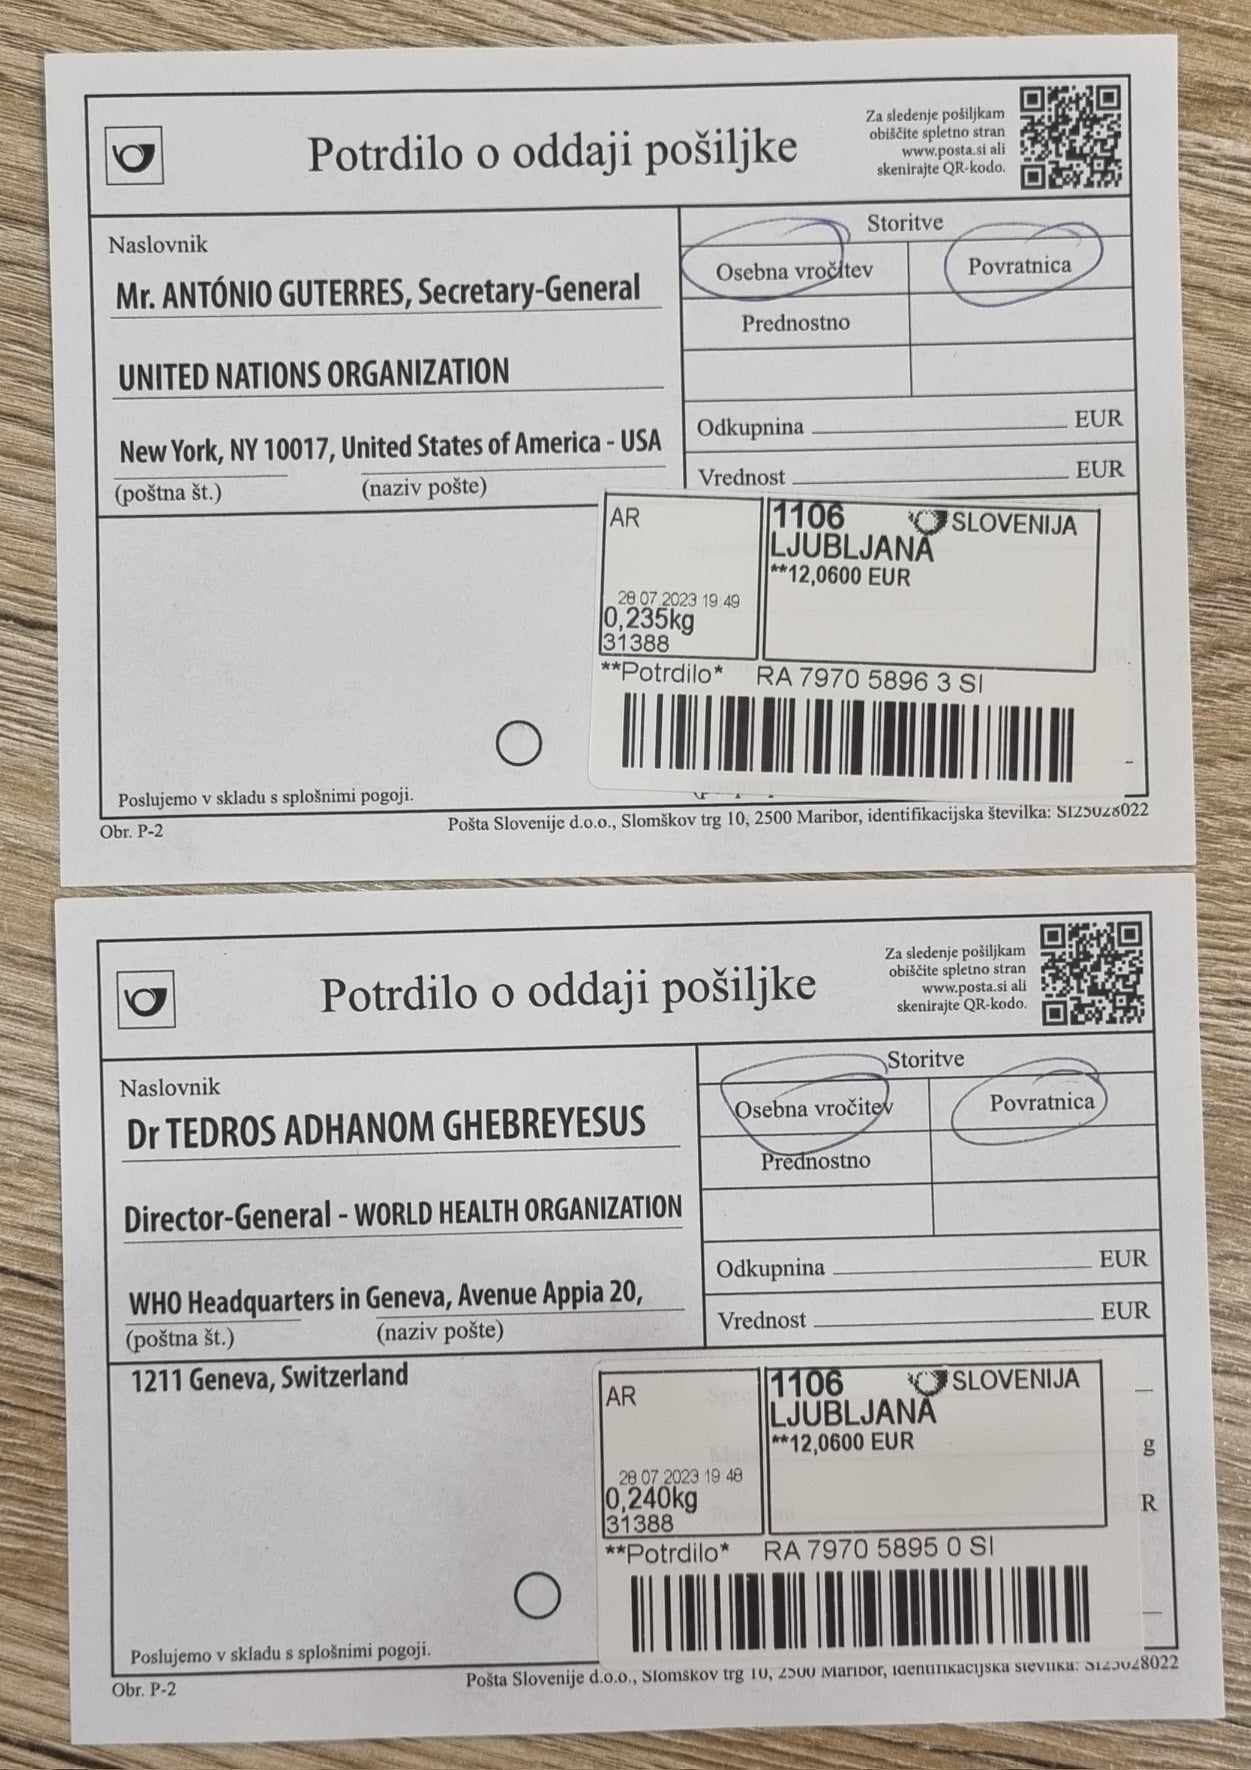 Potrdilo o oddaji pošiljke
Za sledenje pošiljkam
obiščite spletno stran
www.posta.si ali
skenirajte QR-kodo.
Naslovnik
Mr. ANTÓNIO GUTERRES, Secretary-General
UNITED NATIONS ORGANIZATION
New York, NY 10017, United States of America - USA
(poštna št.) (naziv pošte)
Storitve
Osebna vročitev Povratnica
Prednostno
Odkupnina EUR
Vrednost EUR
AR
28.07.2023 19:49
0,235kg
31388
1106 SLOVENIJA
LJUBLJANA
**12,0600 EUR
**Potrdilo* RA 7970 5896 3 SI
Poslujemo v skladu s splošnimi pogoji.
Obr. P-2
Pošta Slovenije d.o.o., Slomškov trg 10, 2500 Maribor, identifikacijska številka: SI25028022
Potrdilo o oddaji pošiljke
Za sledenje pošiljkam
obiščite spletno stran
www.posta.si ali
skenirajte QR-kodo.
Naslovnik
Dr TEDROS ADHANOM GHEBREYESUS
Director-General - WORLD HEALTH ORGANIZATION
WHO Headquarters in Geneva, Avenue Appia 20,
(poštna št.) (naziv pošte)
1211 Geneva, Switzerland
Storitve
Osebna vročitev Povratnica
Prednostno
Odkupnina EUR
Vrednost EUR
AR
28.07.2023 19:48
0,240kg
31388
1106 SLOVENIJA
LJUBLJANA
**12,0600 EUR
g
R
**Potrdilo* RA 7970 5895 0 SI
Poslujemo v skladu s splošnimi pogoji.
Obr. P-2
Pošta Slovenije d.o.o., Slomškov trg 10, 2500 Maribor, identifikacijska številka: SI25028022